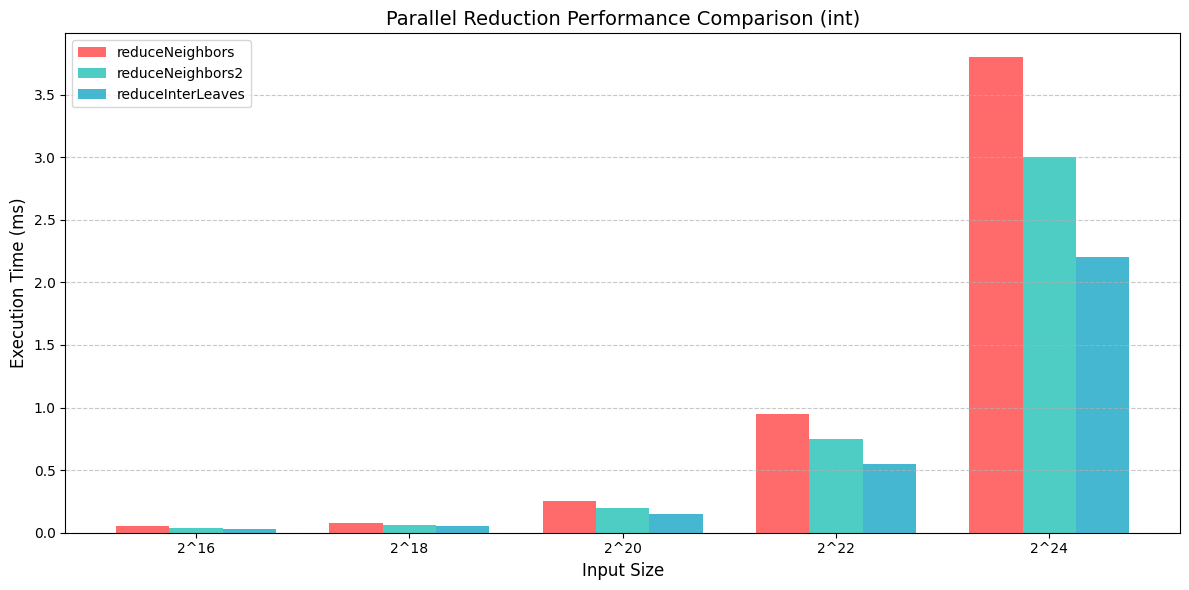 Parallel Reduction Performance Comparison (int)
reduceNeighbors
reduceNeighbors2
reduceInterLeaves
Execution Time (ms)
3.5
3.0
2.5
2.0
1.5
1.0
0.5
0.0
2^16 2^18 2^20 2^22 2^24
Input Size